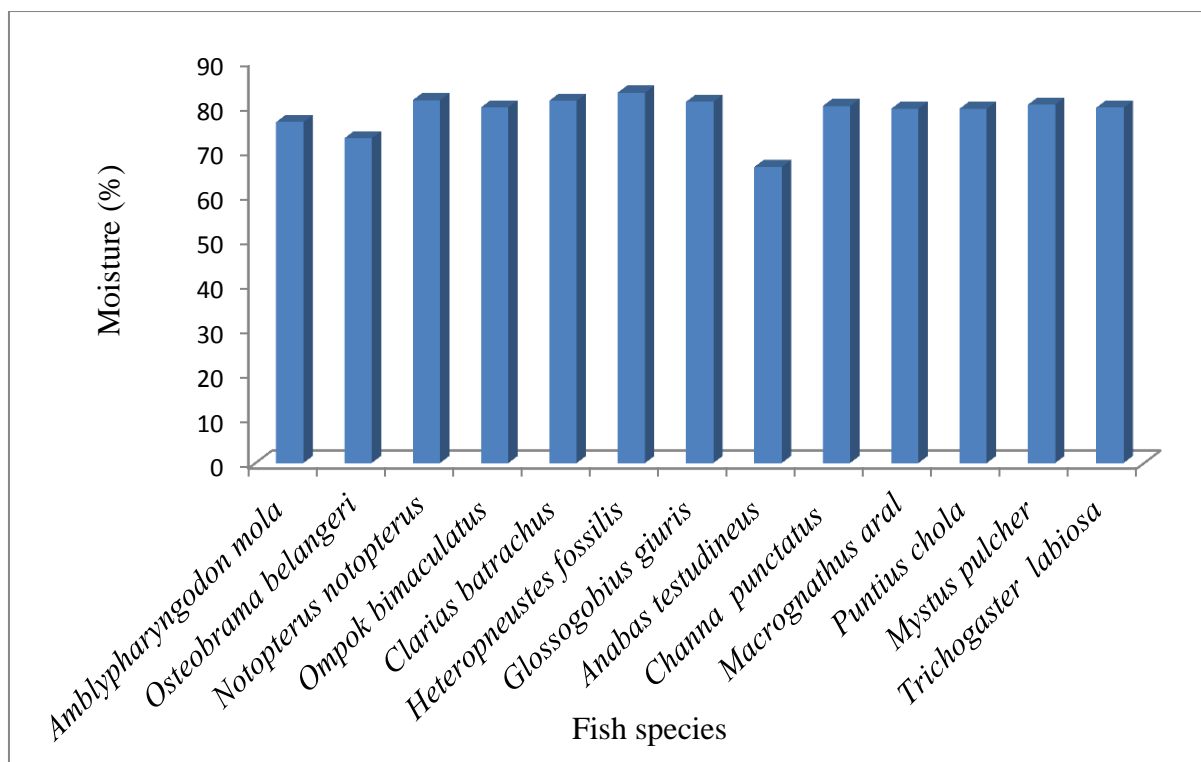 90
80
70
60
50
40
30
20
10
0
Moisture (%)
Amblypharyngodon mola
Osteobrama belangeri
Notopterus notopterus
Ompok bimaculatus
Clarias batrachus
Heteropneustes fossilis
Glossogobius giuris
Anabas testudineus
Channa punctatus
Macrognathus aral
Puntius chola
Mystus pulcher
Trichogaster labiosa
Fish species